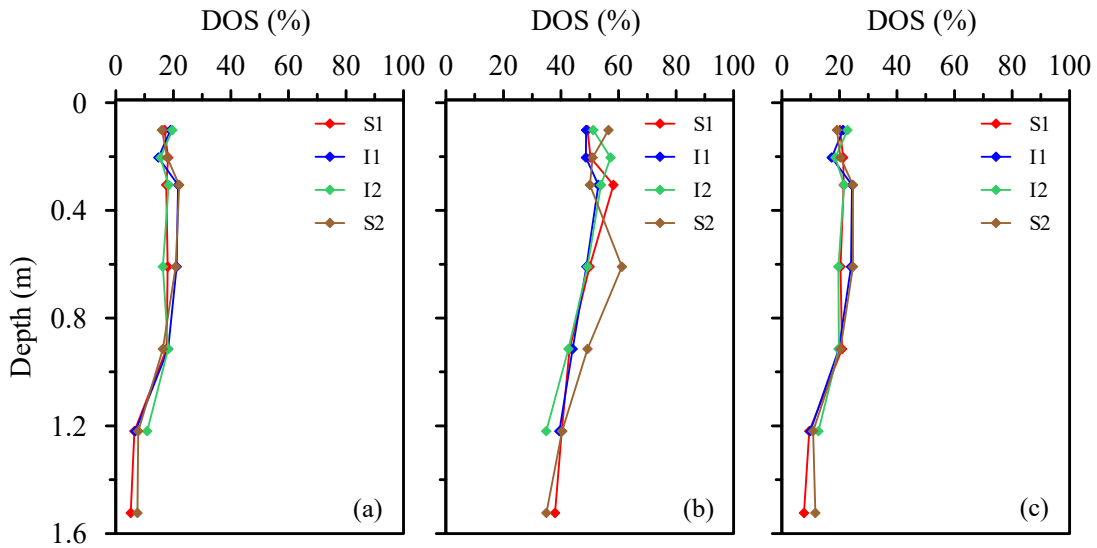 DOS (%) DOS (%) DOS (%)
0 20 40 60 80 100 0 20 40 60 80 100 0 20 40 60 80 100
0
0.4
0.8
1.2
1.6
Depth (m)
S1
I1
I2
S2
(a)
S1
I1
I2
S2
(b)
S1
I1
I2
S2
(c)